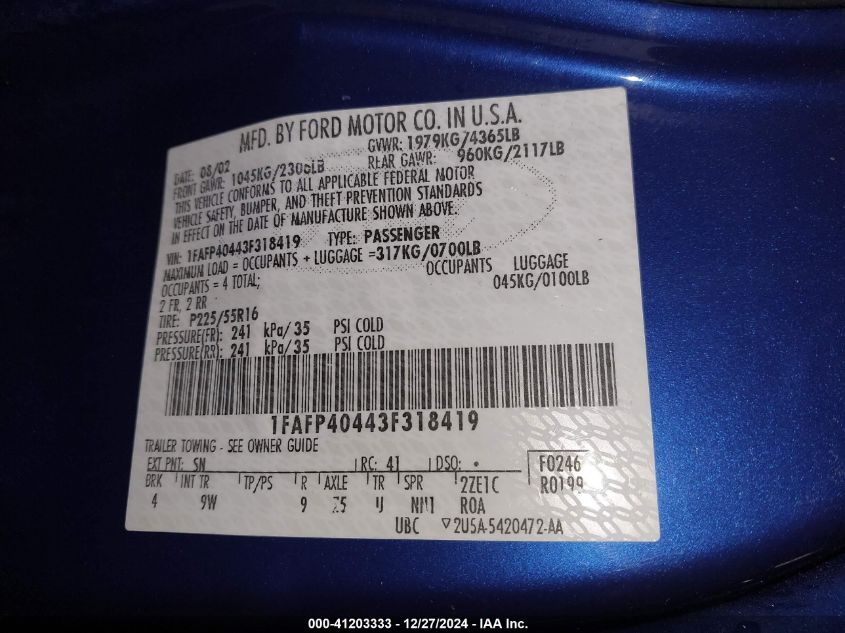 MFD. BY FORD MOTOR CO. IN U.S.A.
DATE: 08/02 GVWR: 1979KG/4365LB
FRONT GAWR: 1045KG/2306LB REAR GAWR: 960KG/2117LB
THIS VEHICLE CONFORMS TO ALL APPLICABLE FEDERAL MOTOR
VEHICLE SAFETY, BUMPER, AND THEFT PREVENTION STANDARDS
IN EFFECT ON THE DATE OF MANUFACTURE SHOWN ABOVE.
VIN: 1FAFP40443F318419 TYPE: PASSENGER
MAXIMUM LOAD = OCCUPANTS + LUGGAGE = 317KG/0700LB
OCCUPANTS = 4 TOTAL; OCCUPANTS LUGGAGE
2 FR, 2 RR 045KG/0100LB
TIRE: P225/55R16
PRESSURE(FR): 241 kPa/35 PSI COLD
PRESSURE(RR): 241 kPa/35 PSI COLD
1FAFP40443F318419
TRAILER TOWING - SEE OWNER GUIDE
EXT PNT: SN RC: 41 DSO: F0246
BRK INT TR TP/PS R AXLE TR SPR 2ZE1C R0199
4 9W 9 Z5 U ROA
UBC ▽2U5A-5420472-AA
000-41203333 - 12/27/2024 - IAA Inc.